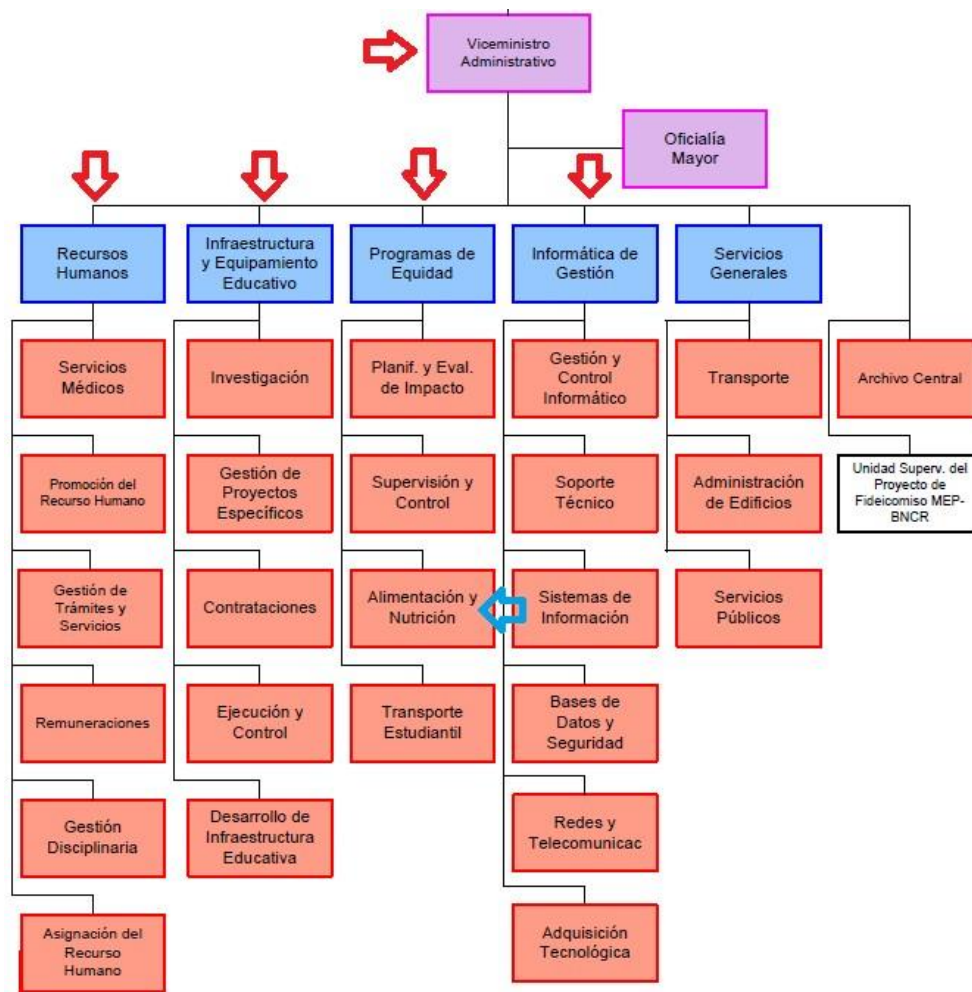 Viceministro
Administrativo
Oficialía
Mayor
Recursos
Humanos
Infraestructura
y Equipamiento
Educativo
Programas de
Equidad
Informática de
Gestión
Servicios
Generales
Servicios
Médicos
Investigación
Planif. y Eval.
de Impacto
Gestión y
Control
Informático
Transporte
Archivo Central
Promoción del
Recurso Humano
Gestión de
Proyectos
Específicos
Supervisión y
Control
Soporte
Técnico
Administración
de Edificios
Unidad Superv. del
Proyecto de
Fideicomiso MEP-
BNCR
Gestión de
Trámites y
Servicios
Contrataciones
Alimentación y
Nutrición
Sistemas de
Información
Servicios
Públicos
Remuneraciones
Ejecución y
Control
Transporte
Estudiantil
Bases de
Datos y
Seguridad
Gestión
Disciplinaria
Desarrollo de
Infraestructura
Educativa
Redes y
Telecomunicac
Asignación del
Recurso
Humano
Adquisición
Tecnológica